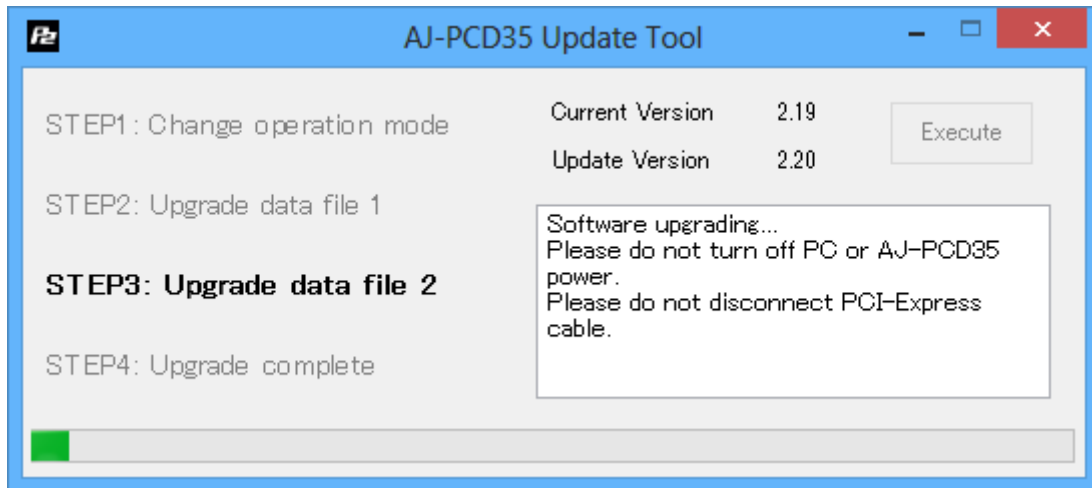 P2
AJ-PCD35 Update Tool
STEP1: Change operation mode
STEP2: Upgrade data file 1
STEP3: Upgrade data file 2
STEP4: Upgrade complete
Current Version 2.19
Update Version 2.20
Execute
Software upgrading...
Please do not turn off PC or AJ-PCD35
power.
Please do not disconnect PCI-Express
cable.